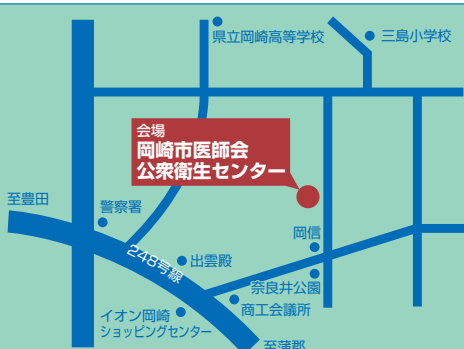 県立岡崎高等学校
三島小学校
会場
岡崎市医師会
公衆衛生センター
至豊田
警察署
岡信
248号線
出雲殿
奈良井公園
商工会議所
イオン岡崎
ショッピングセンター
至蒲郡